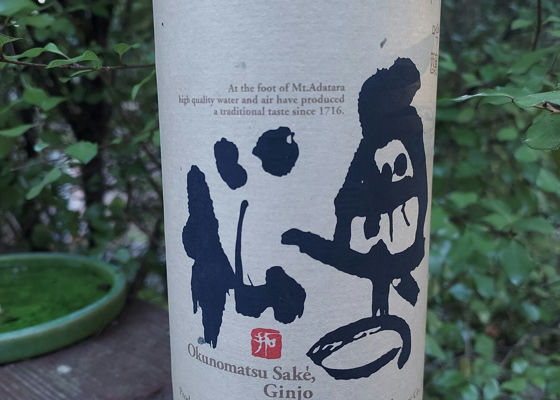 At the foot of Mt.Adatara
high quality water and air have produced
a traditional taste since 1716.
奥の
松
Okunomatsu Saké,
Ginjo